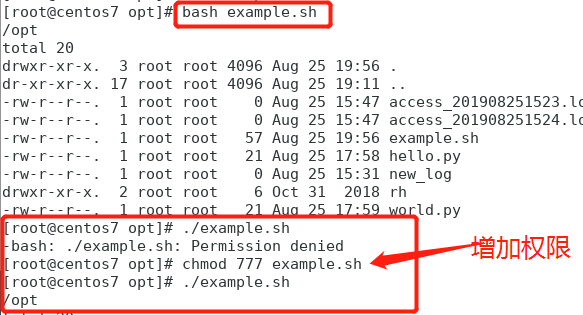 [root@centos7 opt]# bash example.sh
/opt
total 20
drwxr-xr-x.  3 root root 4096 Aug 25 19:56 .
dr-xr-xr-x. 17 root root 4096 Aug 25 19:11 ..
-rw-r--r--.  1 root root    0 Aug 25 15:47 access_201908251523.lo
-rw-r--r--.  1 root root    0 Aug 25 15:47 access_201908251524.lo
-rw-r--r--.  1 root root   57 Aug 25 19:56 example.sh
-rw-r--r--.  1 root root   21 Aug 25 17:58 hello.py
-rw-r--r--.  1 root root    0 Aug 25 15:31 new_log
drwxr-xr-x.  2 root root    6 Oct 31  2018 rh
-rw-r--r--.  1 root root   21 Aug 25 17:59 world.py
[root@centos7 opt]# ./example.sh
-bash: ./example.sh: Permission denied
[root@centos7 opt]# chmod 777 example.sh
增加权限
[root@centos7 opt]# ./example.sh
/opt